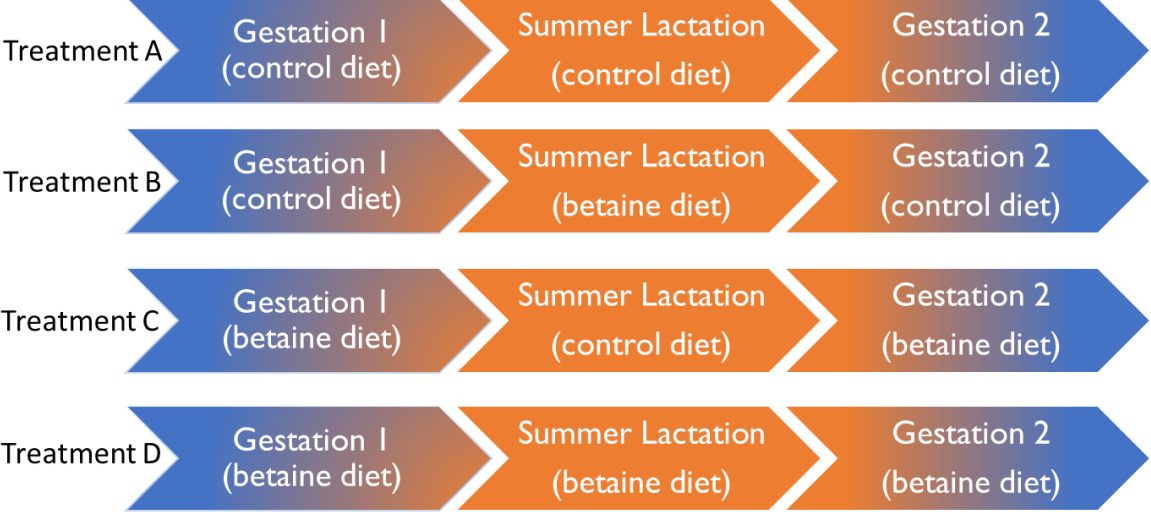 Treatment A
Gestation 1
(control diet)
Summer Lactation
(control diet)
Gestation 2
(control diet)
Treatment B
Gestation 1
(control diet)
Summer Lactation
(betaine diet)
Gestation 2
(control diet)
Treatment C
Gestation 1
(betaine diet)
Summer Lactation
(control diet)
Gestation 2
(betaine diet)
Treatment D
Gestation 1
(betaine diet)
Summer Lactation
(betaine diet)
Gestation 2
(betaine diet)